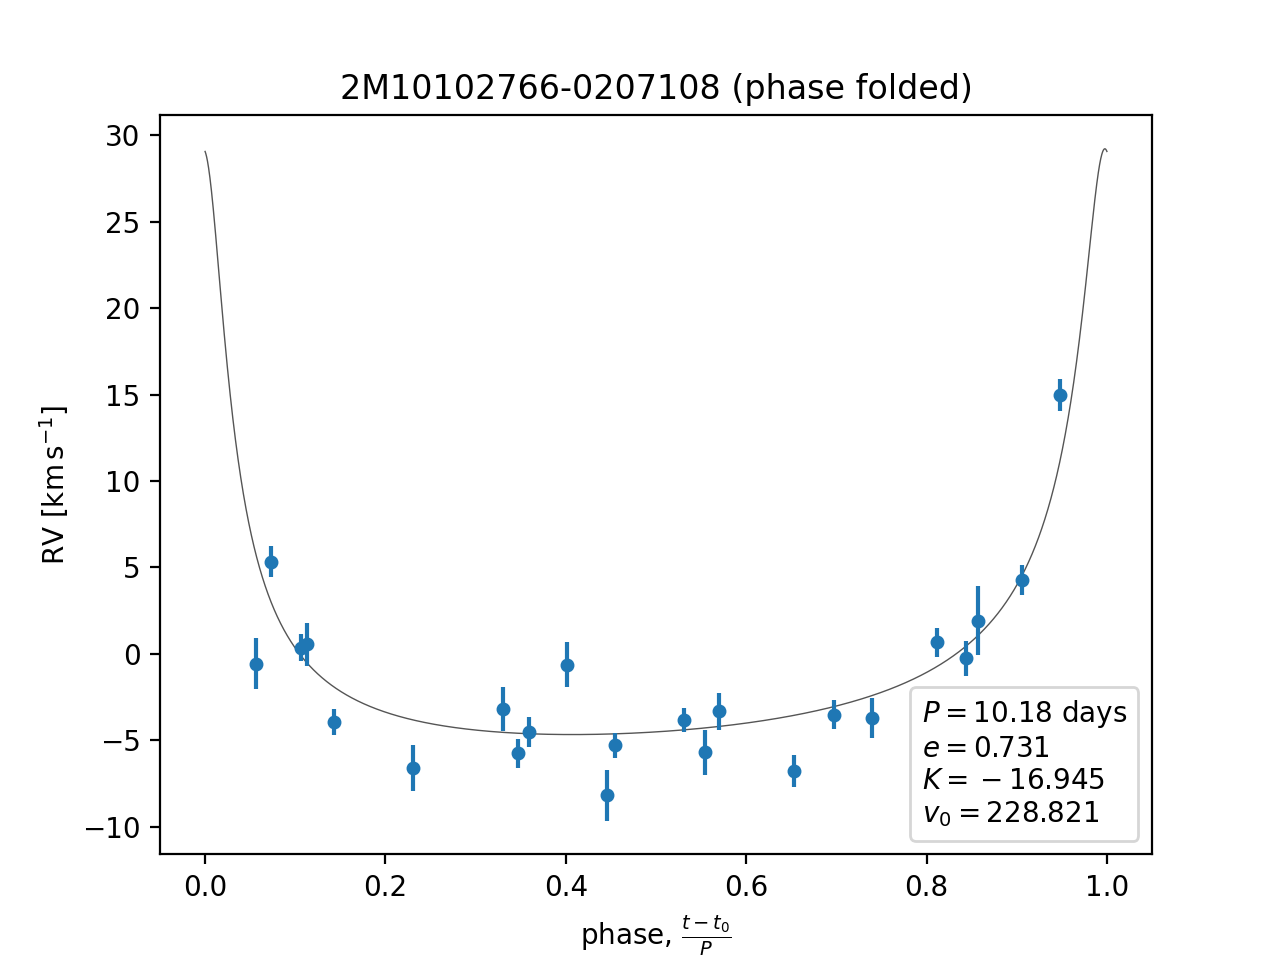 2M10102766-0207108 (phase folded)
RV [km s⁻¹]
30
25
20
15
10
5
0
−5
−10
P = 10.18 days
e = 0.731
K = −16.945
v₀ = 228.821
0.0 0.2 0.4 0.6 0.8 1.0
phase, (t − t₀)/P